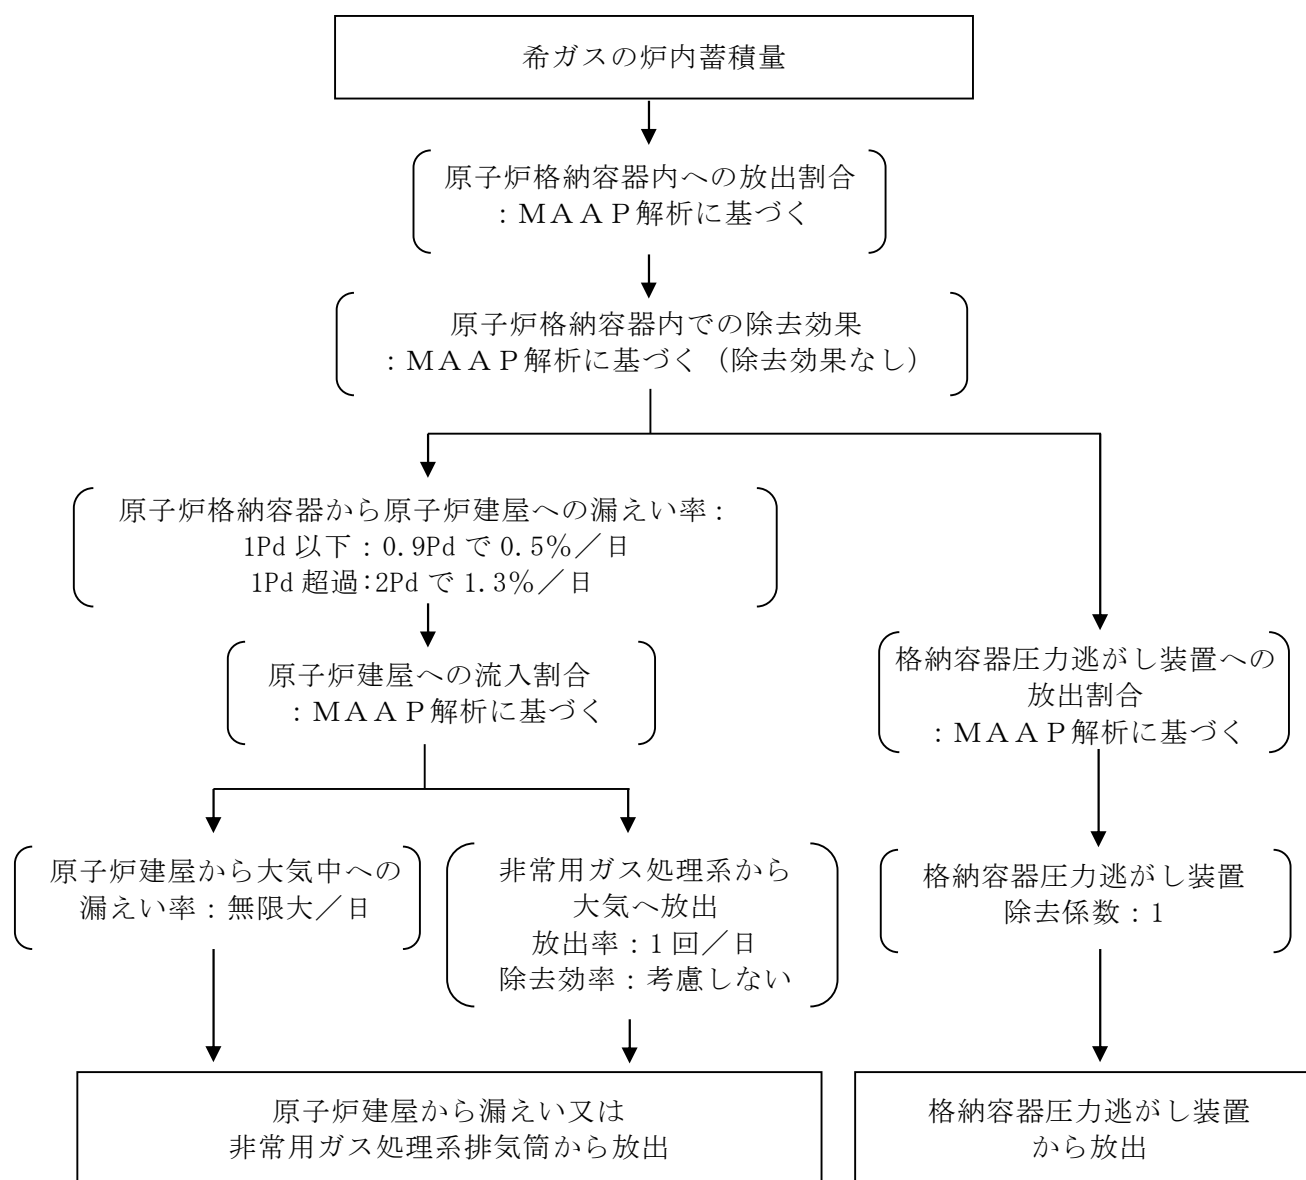 希ガスの炉内蓄積量
原子炉格納容器内への放出割合
：ＭＡＡＰ解析に基づく
原子炉格納容器内での除去効果
：ＭＡＡＰ解析に基づく（除去効果なし）
原子炉格納容器から原子炉建屋への漏えい率：
1Pd 以下：0.9Pd で 0.5％／日
1Pd 超過：2Pd で 1.3％／日
原子炉建屋への流入割合
：ＭＡＡＰ解析に基づく
格納容器圧力逃がし装置への
放出割合
：ＭＡＡＰ解析に基づく
原子炉建屋から大気中への
漏えい率：無限大／日
非常用ガス処理系から
大気へ放出
放出率：1 回／日
除去効率：考慮しない
格納容器圧力逃がし装置
除去係数：1
原子炉建屋から漏えい又は
非常用ガス処理系排気筒から放出
格納容器圧力逃がし装置
から放出